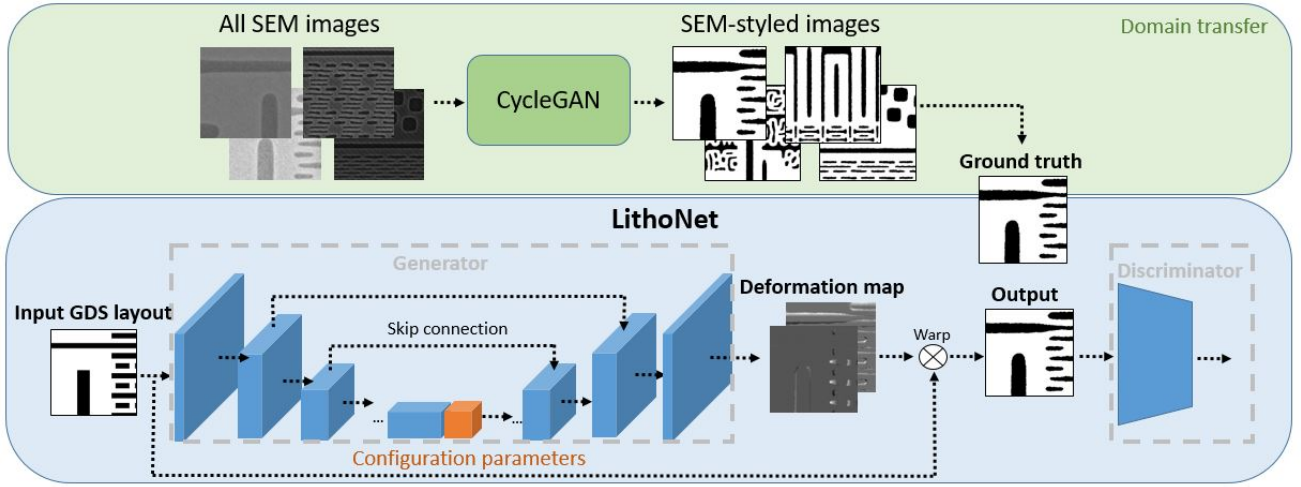 All SEM images
SEM-styled images
Domain transfer
CycleGAN
Ground truth
LithoNet
Generator
Discriminator
Input GDS layout
Skip connection
Deformation map
Warp
Output
...
...
Configuration parameters